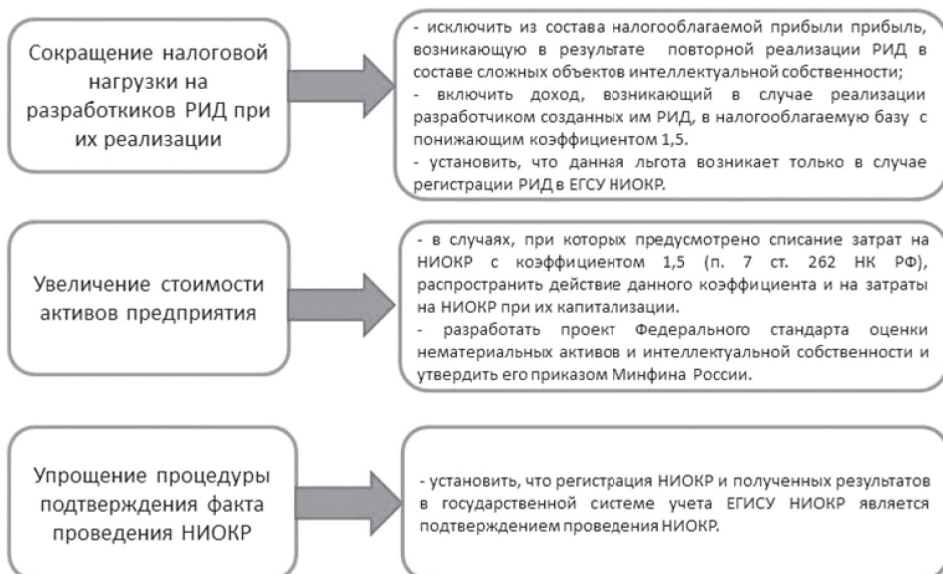 Сокращение налоговой
нагрузки на
разработкиков РИД при
их реализации
- исключить из состава налогооблагаемой прибыли прибыль,
возникающую в результате повторной реализации РИД в
составе сложных объектов интеллектуальной собственности;
- включить доход, возникающий в случае реализации
разработчиком созданных им РИД, в налогооблагаемую базу с
понижающим коэффициентом 1,5.
- установить, что данная льгота возникает только в случае
регистрации РИД в ЕГСУ НИОКР.
Увеличение стоимости
активов предприятия
- в случаях, при которых предусмотрено списание затрат на
НИОКР с коэффициентом 1,5 (п. 7 ст. 262 НК РФ),
распространить действие данного коэффициента и на затраты
на НИОКР при их капитализации.
- разработать проект Федерального стандарта оценки
нематериальных активов и интеллектуальной собственности и
утвердить его приказом Минфина России.
Упрощение процедуры
подтверждения факта
проведения НИОКР
- установить, что регистрация НИОКР и полученных результатов
в государственной системе учета ЕГИСУ НИОКР является
подтверждением проведения НИОКР.